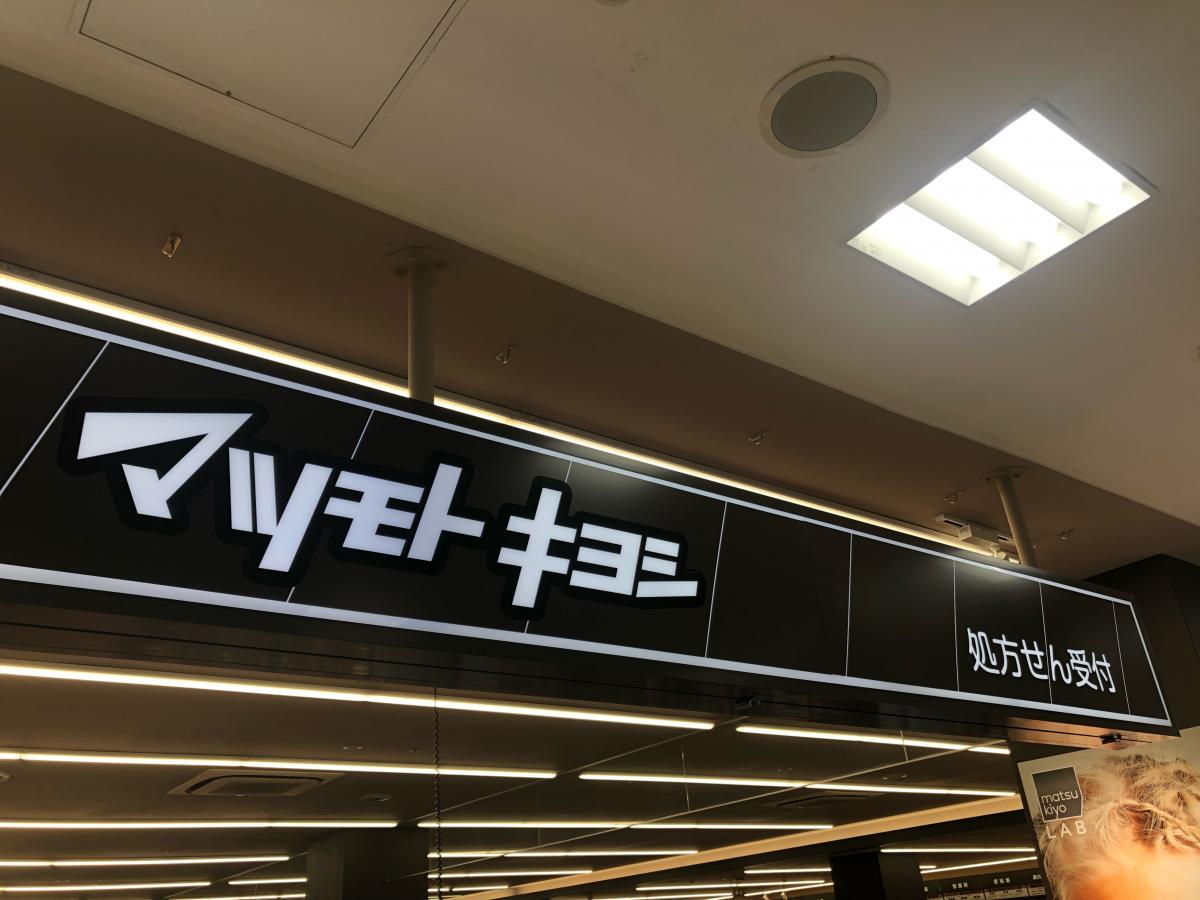 マツモトキヨシ
処方せん受付
matsu
kiyo
LAB